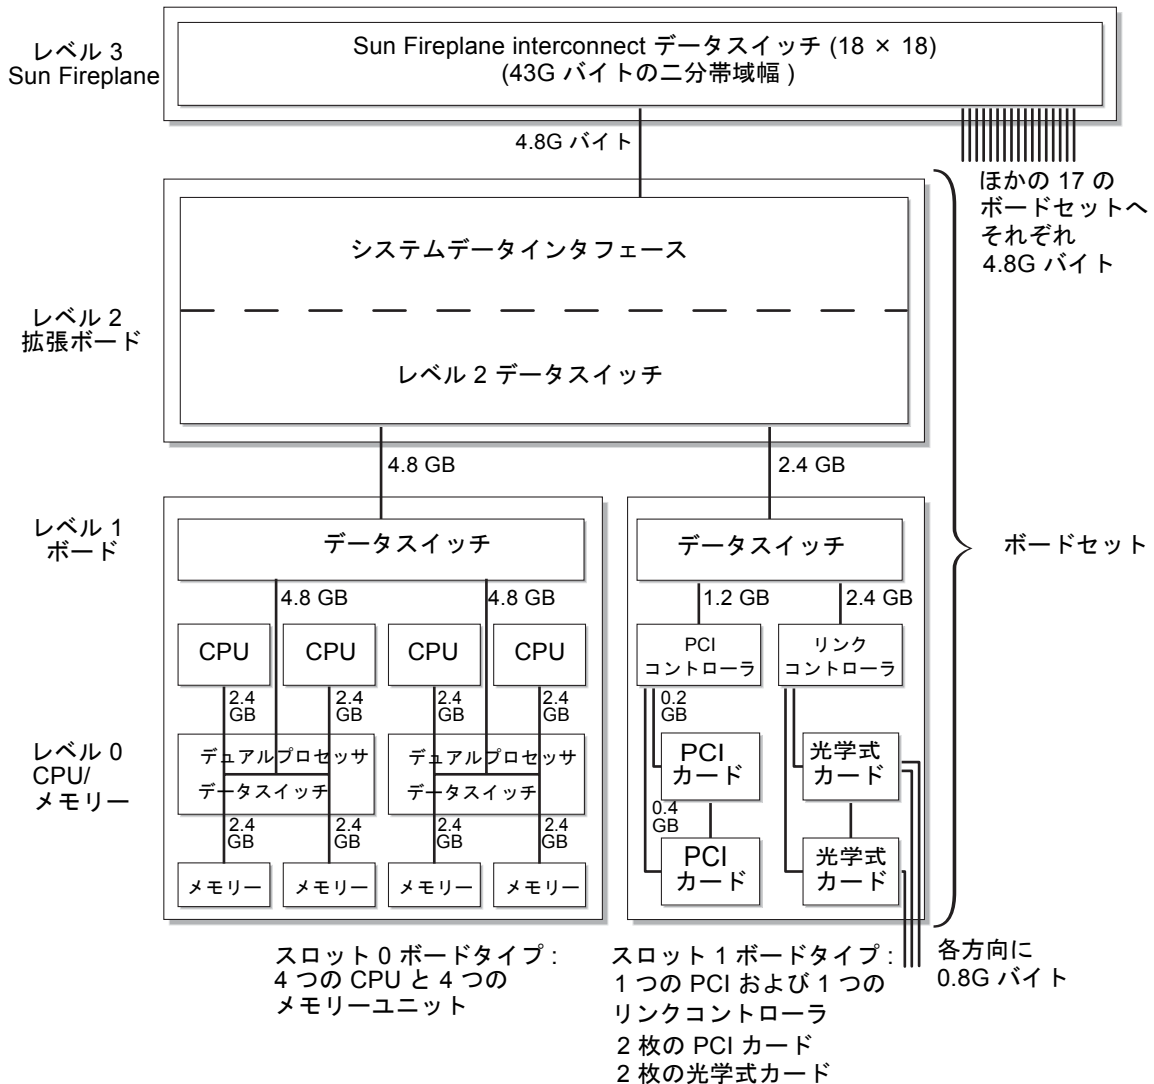 レベル 3
Sun Fireplane
Sun Fireplane interconnect データスイッチ (18 × 18)
(43G バイトの二分帯域幅 )
4.8G バイト
ほかの 17 の
ボードセットへ
それぞれ
4.8G バイト
システムデータインタフェース
レベル 2
拡張ボード
レベル 2 データスイッチ
4.8 GB
2.4 GB
レベル 1
ボード
データスイッチ
データスイッチ
ボードセット
4.8 GB
4.8 GB
1.2 GB
2.4 GB
CPU
CPU
CPU
CPU
PCI
コントローラ
リンク
コントローラ
2.4
GB
2.4
GB
2.4
GB
2.4
GB
0.2
GB
レベル 0
CPU/
メモリー
デュアルプロセッサ
データスイッチ
デュアルプロセッサ
データスイッチ
PCI
カード
光学式
カード
2.4
GB
2.4
GB
2.4
GB
2.4
GB
0.4
GB
メモリー
メモリー
メモリー
メモリー
PCI
カード
光学式
カード
スロット 0 ボードタイプ :
4 つの CPU と 4 つの
メモリーユニット
スロット 1 ボードタイプ :
1 つの PCI および 1 つの
リンクコントローラ
2 枚の PCI カード
2 枚の光学式カード
各方向に
0.8G バイト